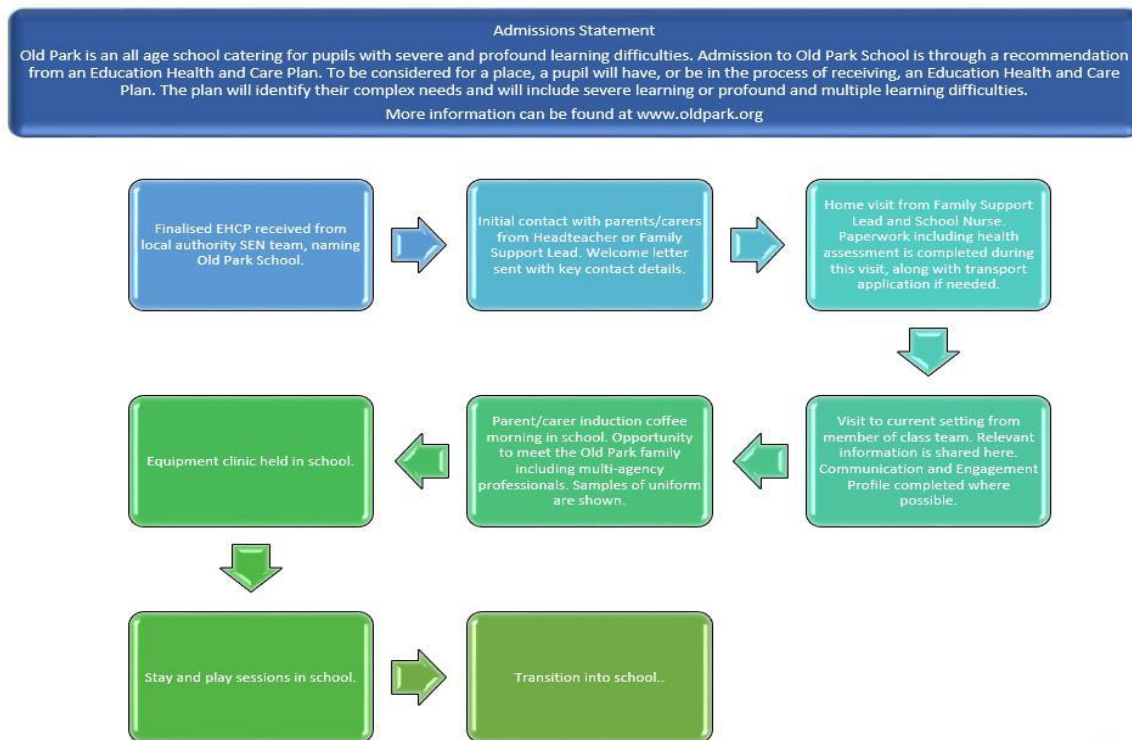 Admissions Statement
Old Park is an all age school catering for pupils with severe and profound learning difficulties. Admission to Old Park School is through a recommendation
from an Education Health and Care Plan. To be considered for a place, a pupil will have, or be in the process of receiving, an Education Health and Care
Plan. The plan will identify their complex needs and will include severe learning or profound and multiple learning difficulties.
More information can be found at www.oldpark.org
Finalised EHCP received from
local authority SEN team, naming
Old Park School.
Initial contact with parents/carers
from Headteacher or Family
Support Lead. Welcome letter
sent with key contact details.
Home visit from Family Support
Lead and School Nurse.
Paperwork including health
assessment is completed during
this visit, along with transport
application if needed.
Visit to current setting from
member of class team. Relevant
information is shared here.
Communication and Engagement
Profile completed where
possible.
Parent/carer induction coffee
morning in school. Opportunity
to meet the Old Park family
including multi-agency
professionals. Samples of uniform
are shown.
Equipment clinic held in school.
Stay and play sessions in school.
Transition into school..